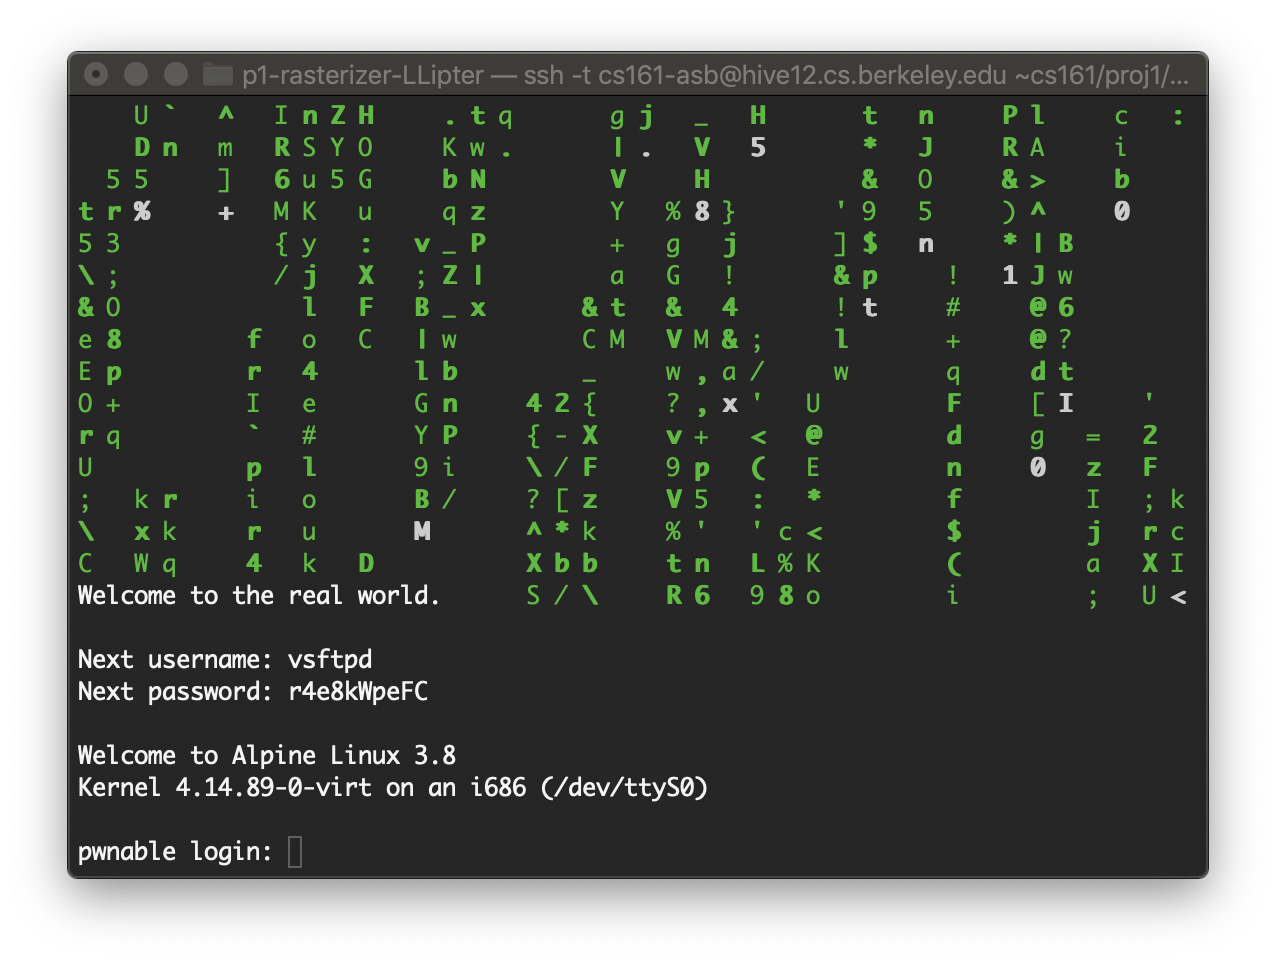 p1-rasterizer-LLipter — ssh -t cs161-asb@hive12.cs.berkeley.edu ~cs161/proj1/...
U ` ^ I n Z H . t q g j _ H t n P l c :
D n m R S Y O K w . l . V 5 * J R A i
5 5 ] 6 u 5 G b N V H & O & > b
t r % + M K u q z Y % 8 } ' 9 5 ) ^ 0
5 3 { y : v _ P + g j ] $ n * l B
\ ; / j X ; Z l a G ! & p ! 1 J w
& O l F B _ x & t & 4 ! t # @ 6
e 8 f o C l w C M V M & ; l + @ ?
E p r 4 l b _ w , a / w q d t
O + I e G n 4 2 { ? , x ' U F [ I '
r q ` # Y P { - X v + < @ d g = 2
U p l 9 i \ / F 9 p ( E n 0 z F
; k r i o B / ? [ z V 5 : * f I ; k
\ x k r u M ^ * k % ' ' c < $ j r c
C W q 4 k D X b b t n L % K ( a X I
Welcome to the real world. S / \ R 6 9 8 o i ; U <
Next username: vsftpd
Next password: r4e8kWpeFC
Welcome to Alpine Linux 3.8
Kernel 4.14.89-0-virt on an i686 (/dev/ttyS0)
pwnable login: